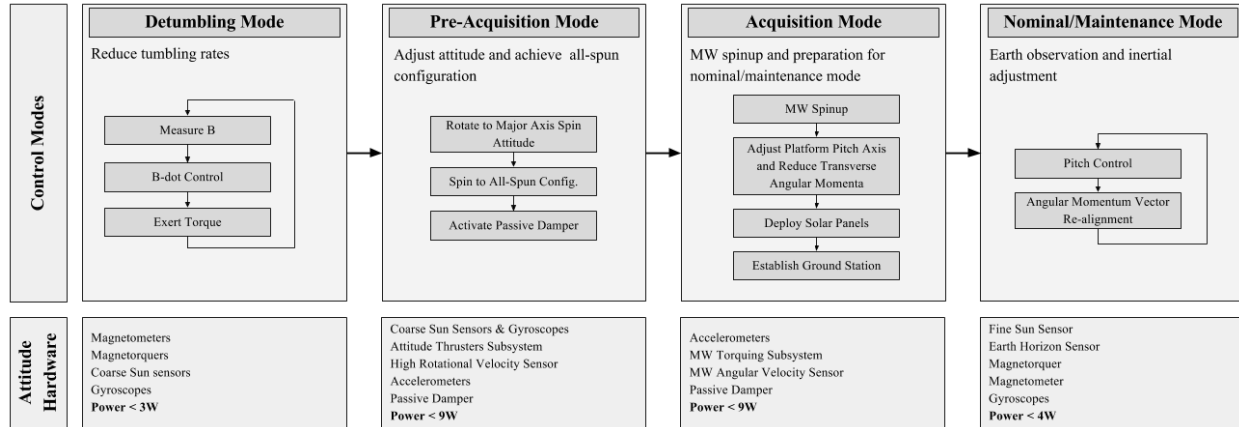 Control Modes
Detumbling Mode
Reduce tumbling rates
Measure B
B-dot Control
Exert Torque
Pre-Acquisition Mode
Adjust attitude and achieve all-spun
configuration
Rotate to Major Axis Spin
Attitude
Spin to All-Spun Config.
Activate Passive Damper
Acquisition Mode
MW spinup and preparation for
nominal/maintenance mode
MW Spinup
Adjust Platform Pitch Axis
and Reduce Transverse
Angular Momenta
Deploy Solar Panels
Establish Ground Station
Nominal/Maintenance Mode
Earth observation and inertial
adjustment
Pitch Control
Angular Momentum Vector
Re-alignment
Attitude
Hardware
Magnetometers
Magnetorquers
Coarse Sun sensors
Gyroscopes
Power < 3W
Coarse Sun Sensors & Gyroscopes
Attitude Thrusters Subsystem
High Rotational Velocity Sensor
Accelerometers
Passive Damper
Power < 9W
Accelerometers
MW Torquing Subsystem
MW Angular Velocity Sensor
Passive Damper
Power < 9W
Fine Sun Sensor
Earth Horizon Sensor
Magnetorquer
Magnetometer
Gyroscopes
Power < 4W